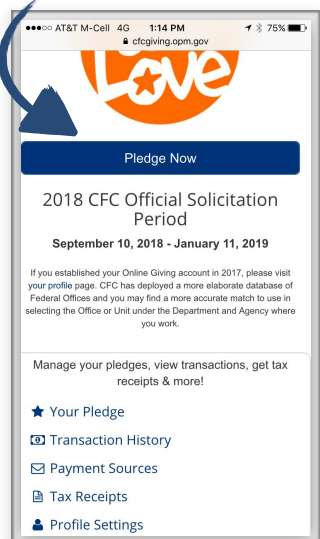 AT&T M-Cell 4G 1:14 PM 75%
cfcgiving.opm.gov
Love
Pledge Now
2018 CFC Official Solicitation
Period
September 10, 2018 - January 11, 2019
If you established your Online Giving account in 2017, please visit
your profile page. CFC has deployed a more elaborate database of
Federal Offices and you may find a more accurate match to use in
selecting the Office or Unit under the Department and Agency where
you work.
Manage your pledges, view transactions, get tax
receipts & more!
Your Pledge
Transaction History
Payment Sources
Tax Receipts
Profile Settings